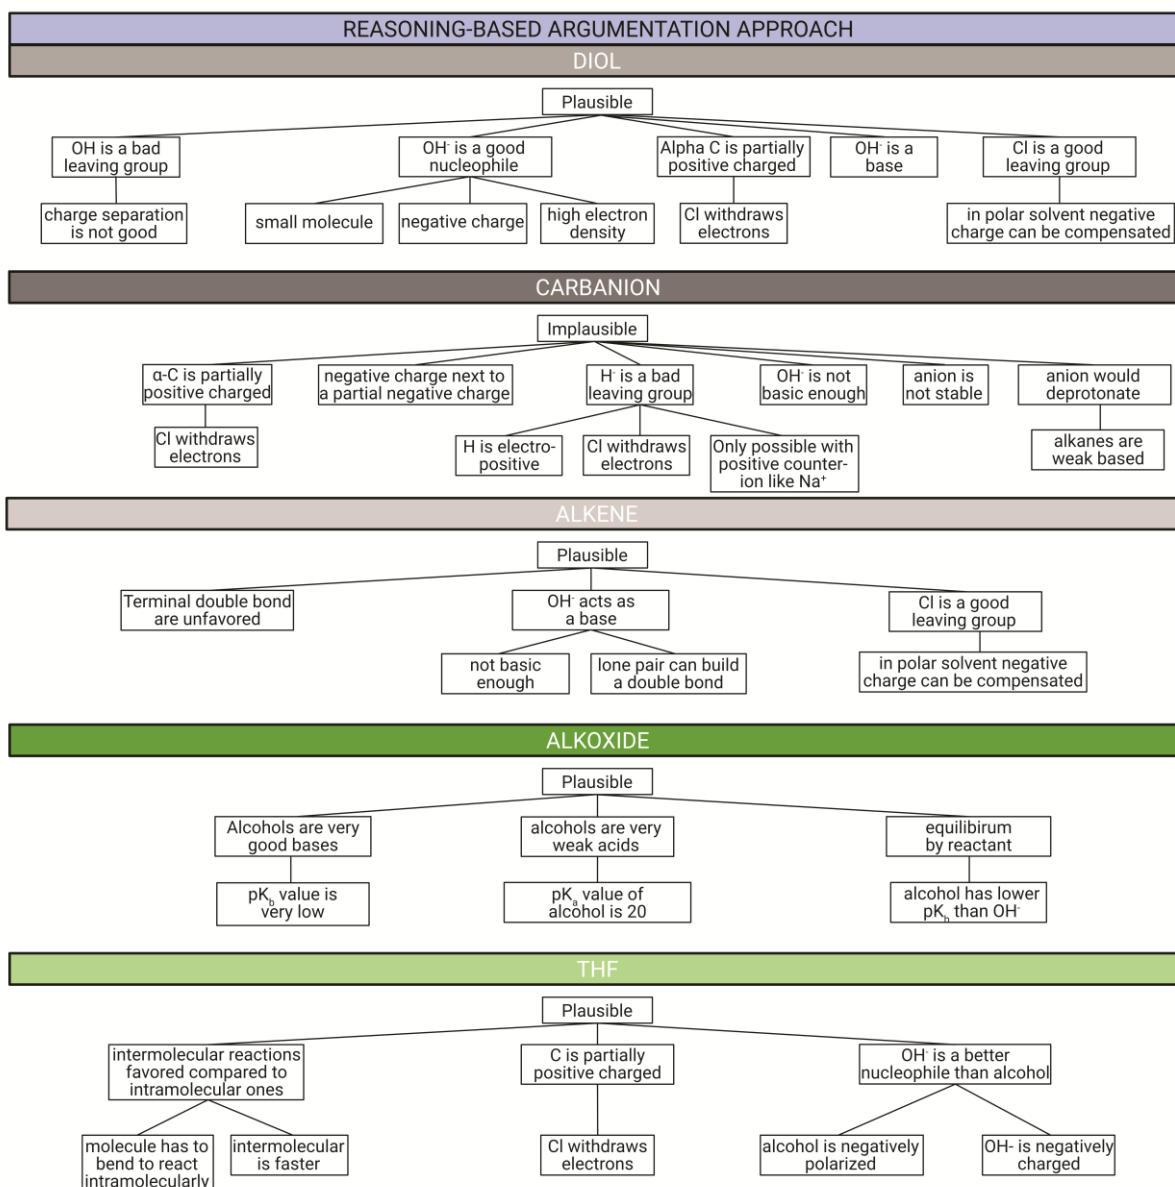 REASONING-BASED ARGUMENTATION APPROACH
DIOL
Plausible
OH is a bad
leaving group
OH⁻ is a good
nucleophile
Alpha C is partially
positive charged
OH⁻ is a
base
Cl is a good
leaving group
charge separation
is not good
small molecule
negative charge
high electron
density
Cl withdraws
electrons
in polar solvent negative
charge can be compensated
CARBANION
Implausible
α-C is partially
positive charged
negative charge next to
a partial negative charge
H⁻ is a bad
leaving group
OH⁻ is not
basic enough
anion is
not stable
anion would
deprotonate
Cl withdraws
electrons
H is electro-
positive
Cl withdraws
electrons
Only possible with
positive counter-
ion like Na⁺
alkanes are
weak based
ALKENE
Plausible
Terminal double bond
are unfavored
OH⁻ acts as
a base
Cl is a good
leaving group
not basic
enough
lone pair can build
a double bond
in polar solvent negative
charge can be compensated
ALKOXIDE
Plausible
Alcohols are very
good bases
alcohols are very
weak acids
equilibirum
by reactant
pK_b value is
very low
pK_a value of
alcohol is 20
alcohol has lower
pK_b than OH⁻
THF
Plausible
intermolecular reactions
favored compared to
intramolecular ones
C is partially
positive charged
OH⁻ is a better
nucleophile than alcohol
molecule has to
bend to react
intramolecularly
intermolecular
is faster
Cl withdraws
electrons
alcohol is negatively
polarized
OH- is negatively
charged